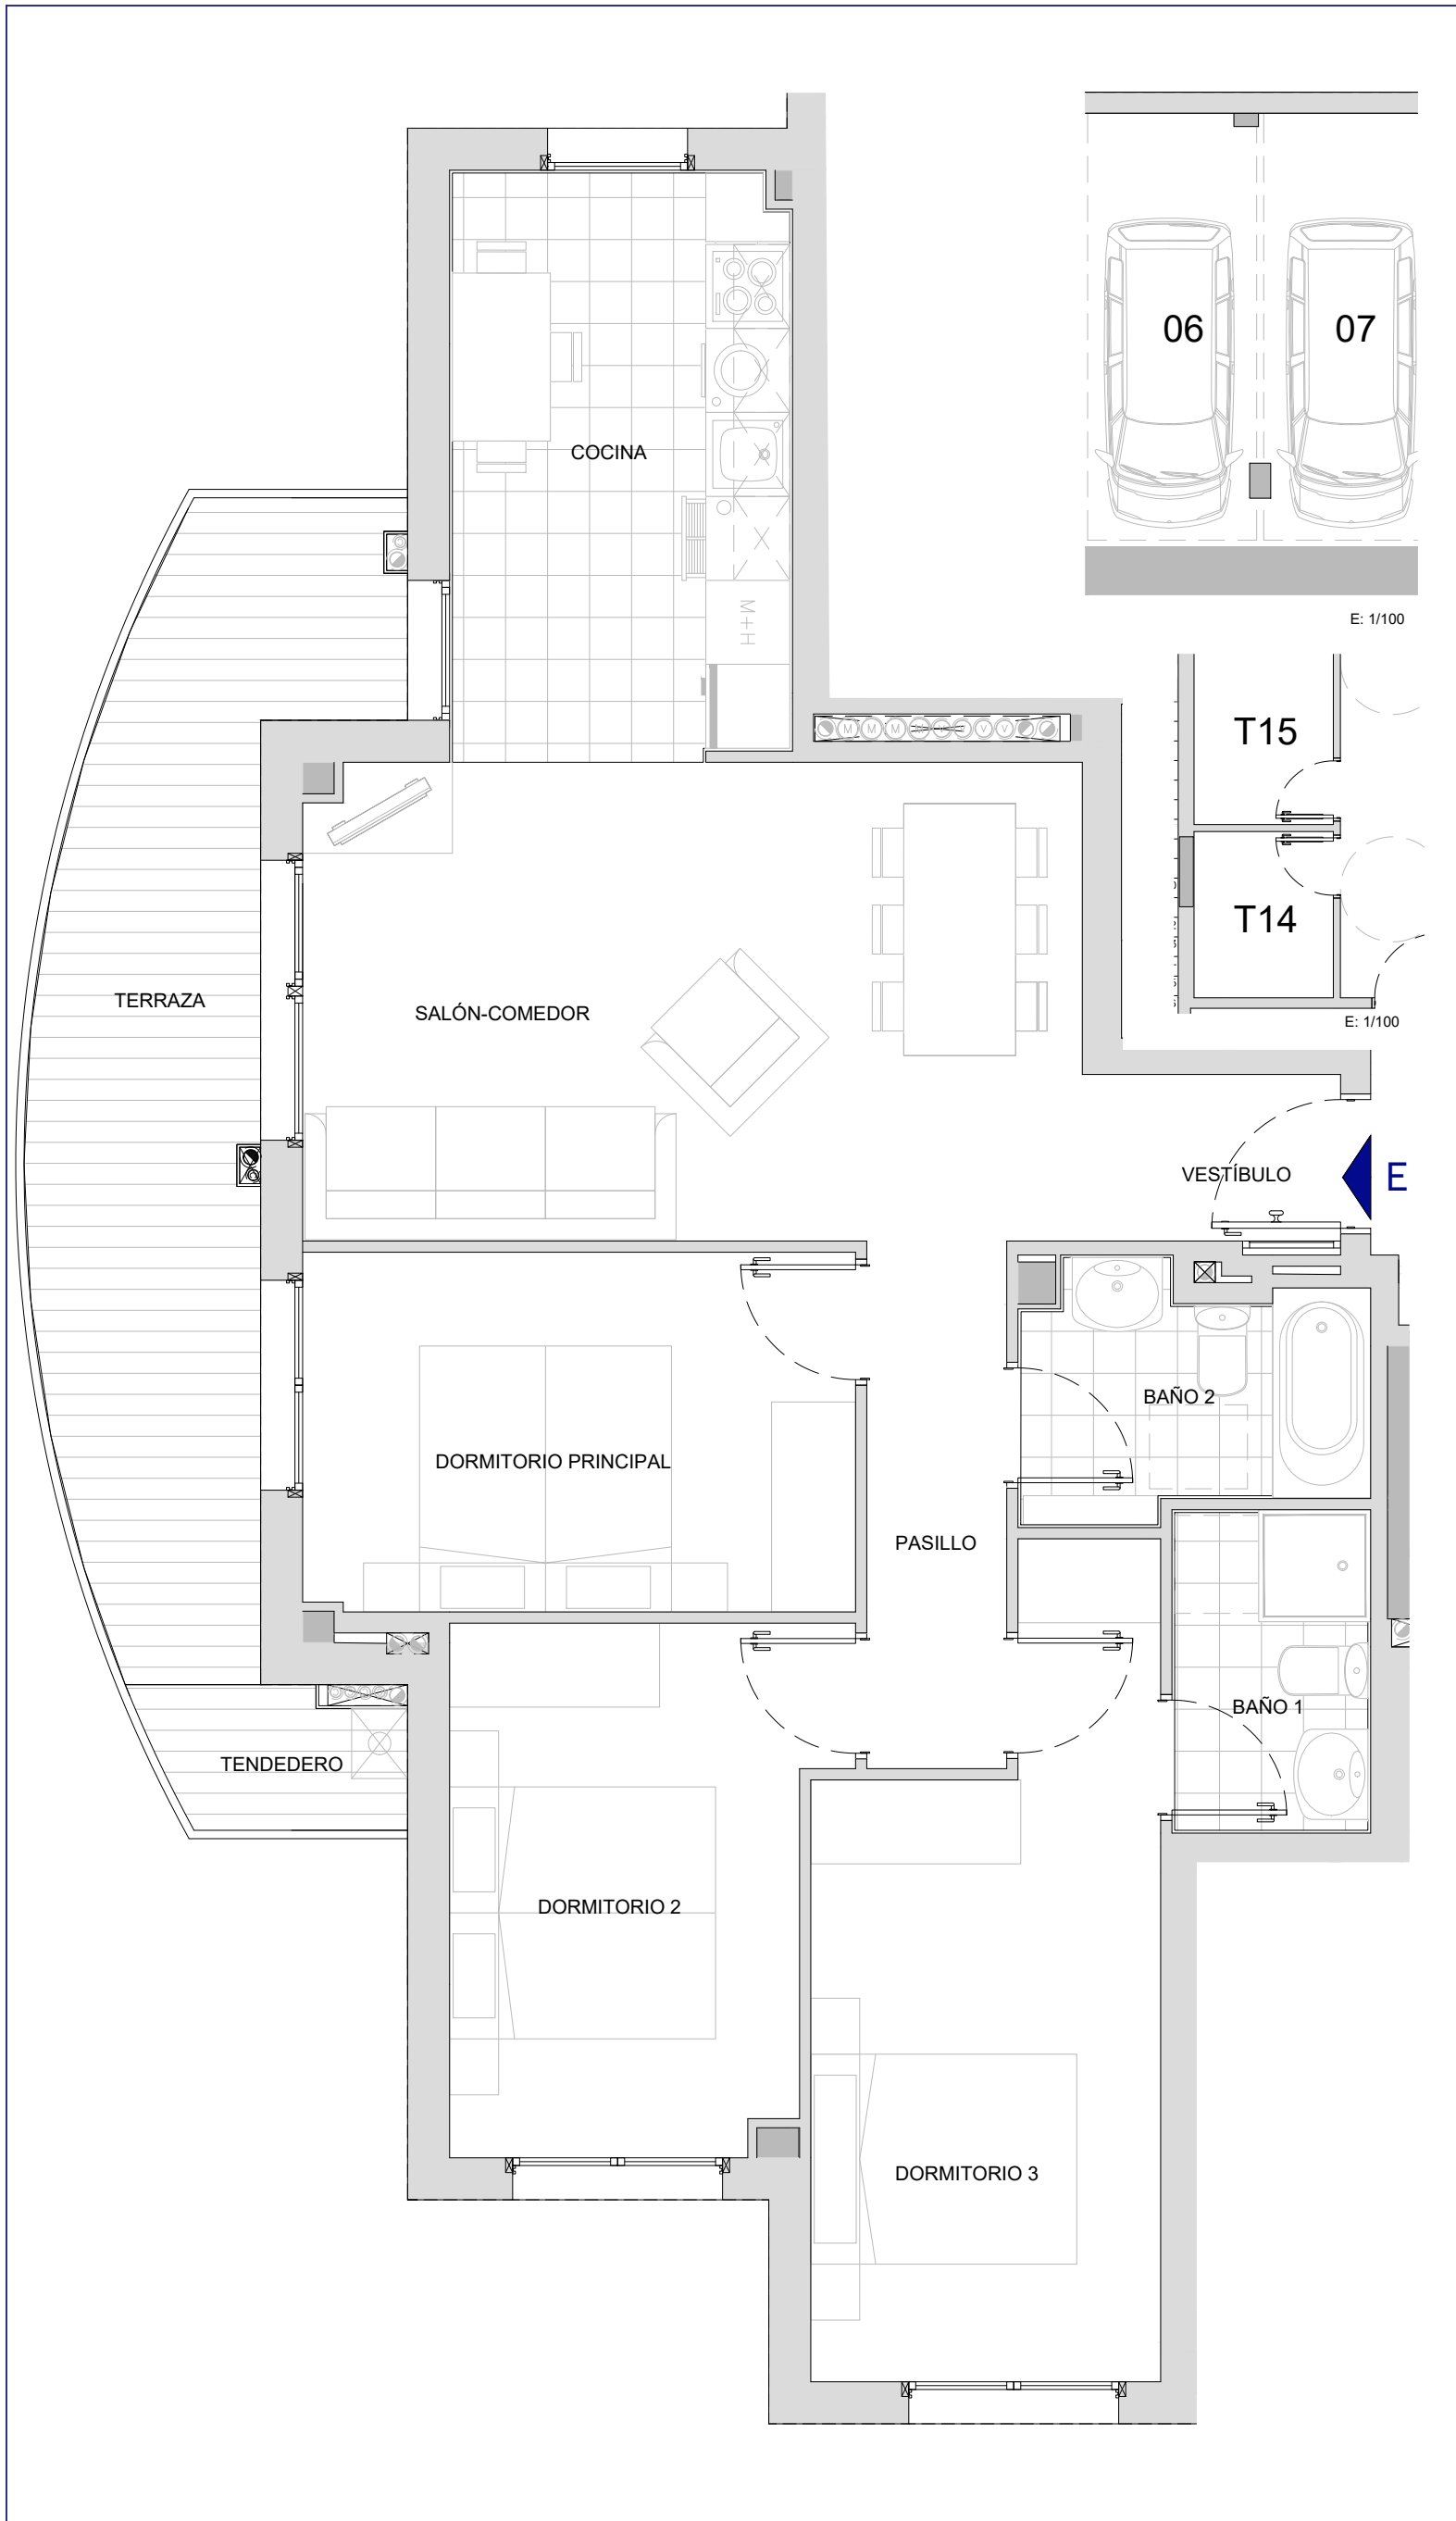 06
07
COCINA
M+H
E: 1/100
T15
M M M M V V V
T14
TERRAZA
SALÓN-COMEDOR
E: 1/100
VESTÍBULO
E
BAÑO 2
DORMITORIO PRINCIPAL
PASILLO
BAÑO 1
TENDEDERO
DORMITORIO 2
DORMITORIO 3